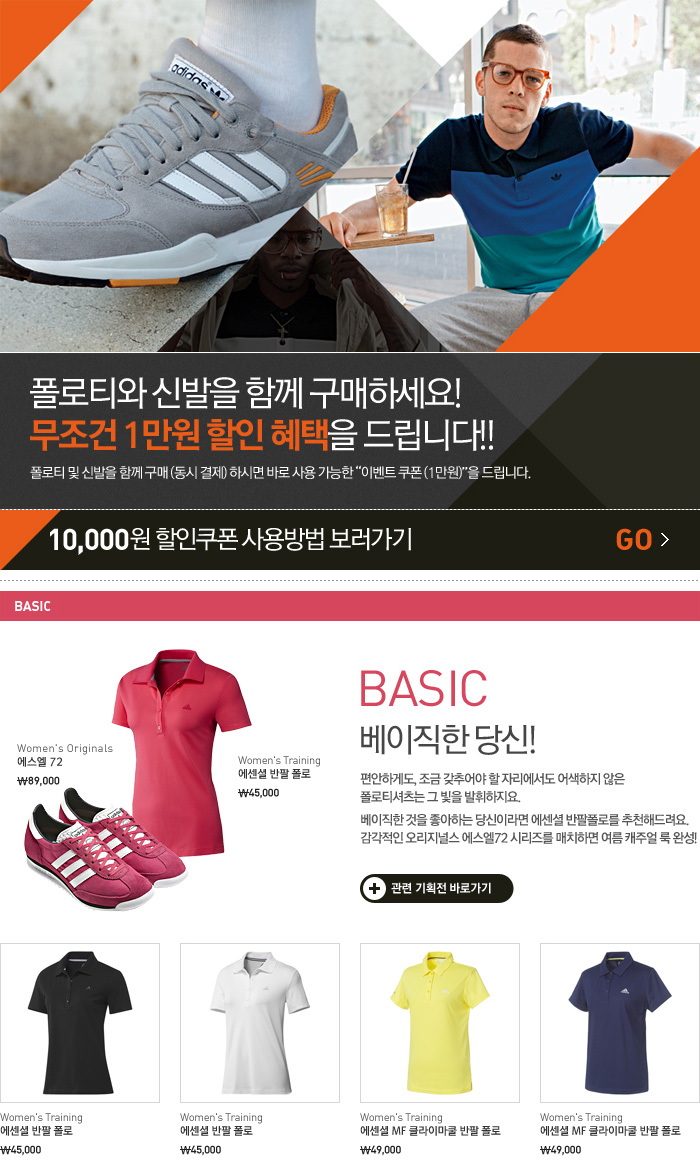 adidas
폴로티와 신발을 함께 구매하세요!
무조건 1만원 할인 혜택을 드립니다!!
폴로티 및 신발을 함께 구매 (동시 결제) 하시면 바로 사용 가능한 “이벤트 쿠폰 (1만원)”을 드립니다.
10,000원 할인쿠폰 사용방법 보러가기
GO >
BASIC
BASIC
베이직한 당신!
편안하게도, 조금 갖추어야 할 자리에서도 어색하지 않은
폴로티셔츠는 그 빛을 발휘하지요.
베이직한 것을 좋아하는 당신이라면 에센셜 반팔폴로를 추천해드려요.
감각적인 오리지널스 에스엘72 시리즈를 매치하면 여름 캐주얼 룩 완성!
관련 기획전 바로가기
Women's Originals
에스엘 72
₩89,000
Women's Training
에센셜 반팔 폴로
₩45,000
Women's Training
에센셜 반팔 폴로
₩45,000
Women's Training
에센셜 반팔 폴로
₩45,000
Women's Training
에센셜 MF 클라이마쿨 반팔 폴로
₩49,000
Women's Training
에센셜 MF 클라이마쿨 반팔 폴로
₩49,000